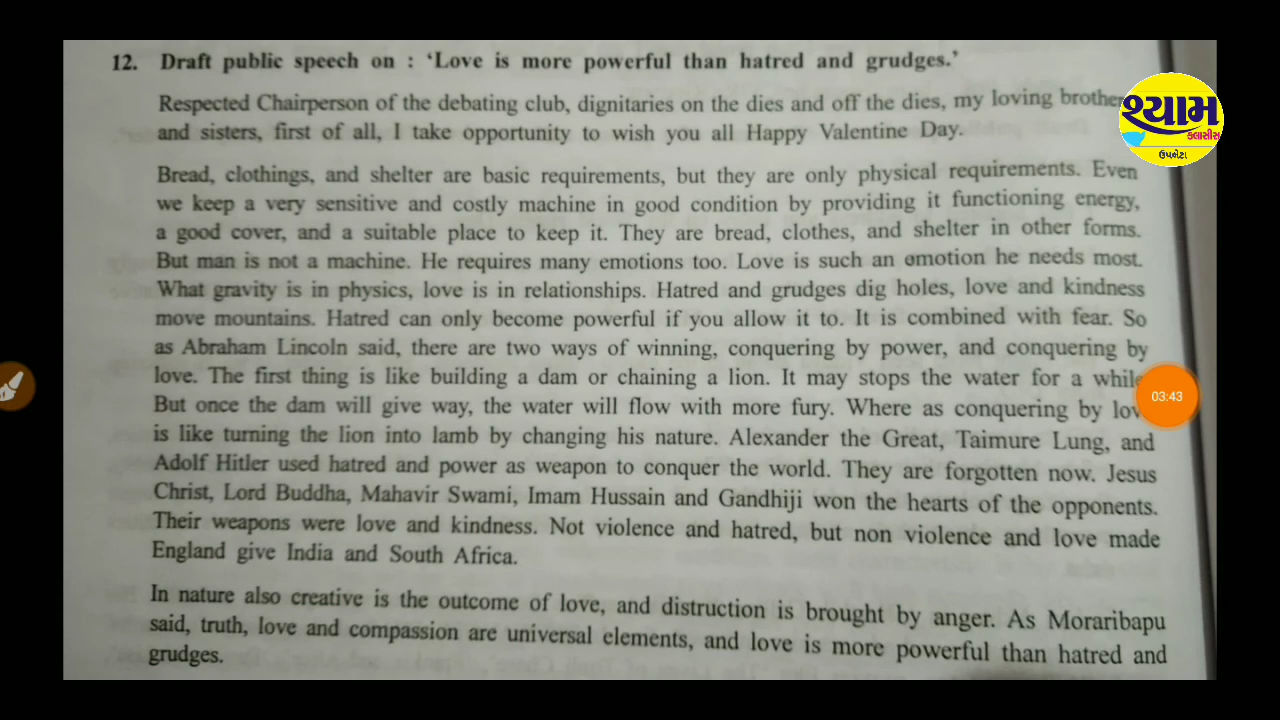 12. Draft public speech on : ‘Love is more powerful than hatred and grudges.’
Respected Chairperson of the debating club, dignitaries on the dies and off the dies, my loving
and sisters, first of all, I take opportunity to wish you all Happy Valentine Day.
શ્યામ
ક્લાસીસ
ઉપલેટા
Bread, clothings, and shelter are basic requirements, but they are only physical requirements. Even
we keep a very sensitive and costly machine in good condition by providing it functioning energy,
a good cover, and a suitable place to keep it. They are bread, clothes, and shelter in other forms.
But man is not a machine. He requires many emotions too. Love is such an emotion he needs most.
What gravity is in physics, love is in relationships. Hatred and grudges dig holes, love and kindness
move mountains. Hatred can only become powerful if you allow it to. It is combined with fear. So
as Abraham Lincoln said, there are two ways of winning, conquering by power, and conquering by
love. The first thing is like building a dam or chaining a lion. It may stops the water for a
03:43
But once the dam will give way, the water will flow with more fury. Where as conquering by
is like turning the lion into lamb by changing his nature. Alexander the Great, Taimure Lung, and
Adolf Hitler used hatred and power as weapon to conquer the world. They are forgotten now. Jesus
Christ, Lord Buddha, Mahavir Swami, Imam Hussain and Gandhiji won the hearts of the opponents.
Their weapons were love and kindness. Not violence and hatred, but non violence and love made
England give India and South Africa.
In nature also creative is the outcome of love, and distruction is brought by anger. As Moraribapu
said, truth, love and compassion are universal elements, and love is more powerful than hatred and
grudges.